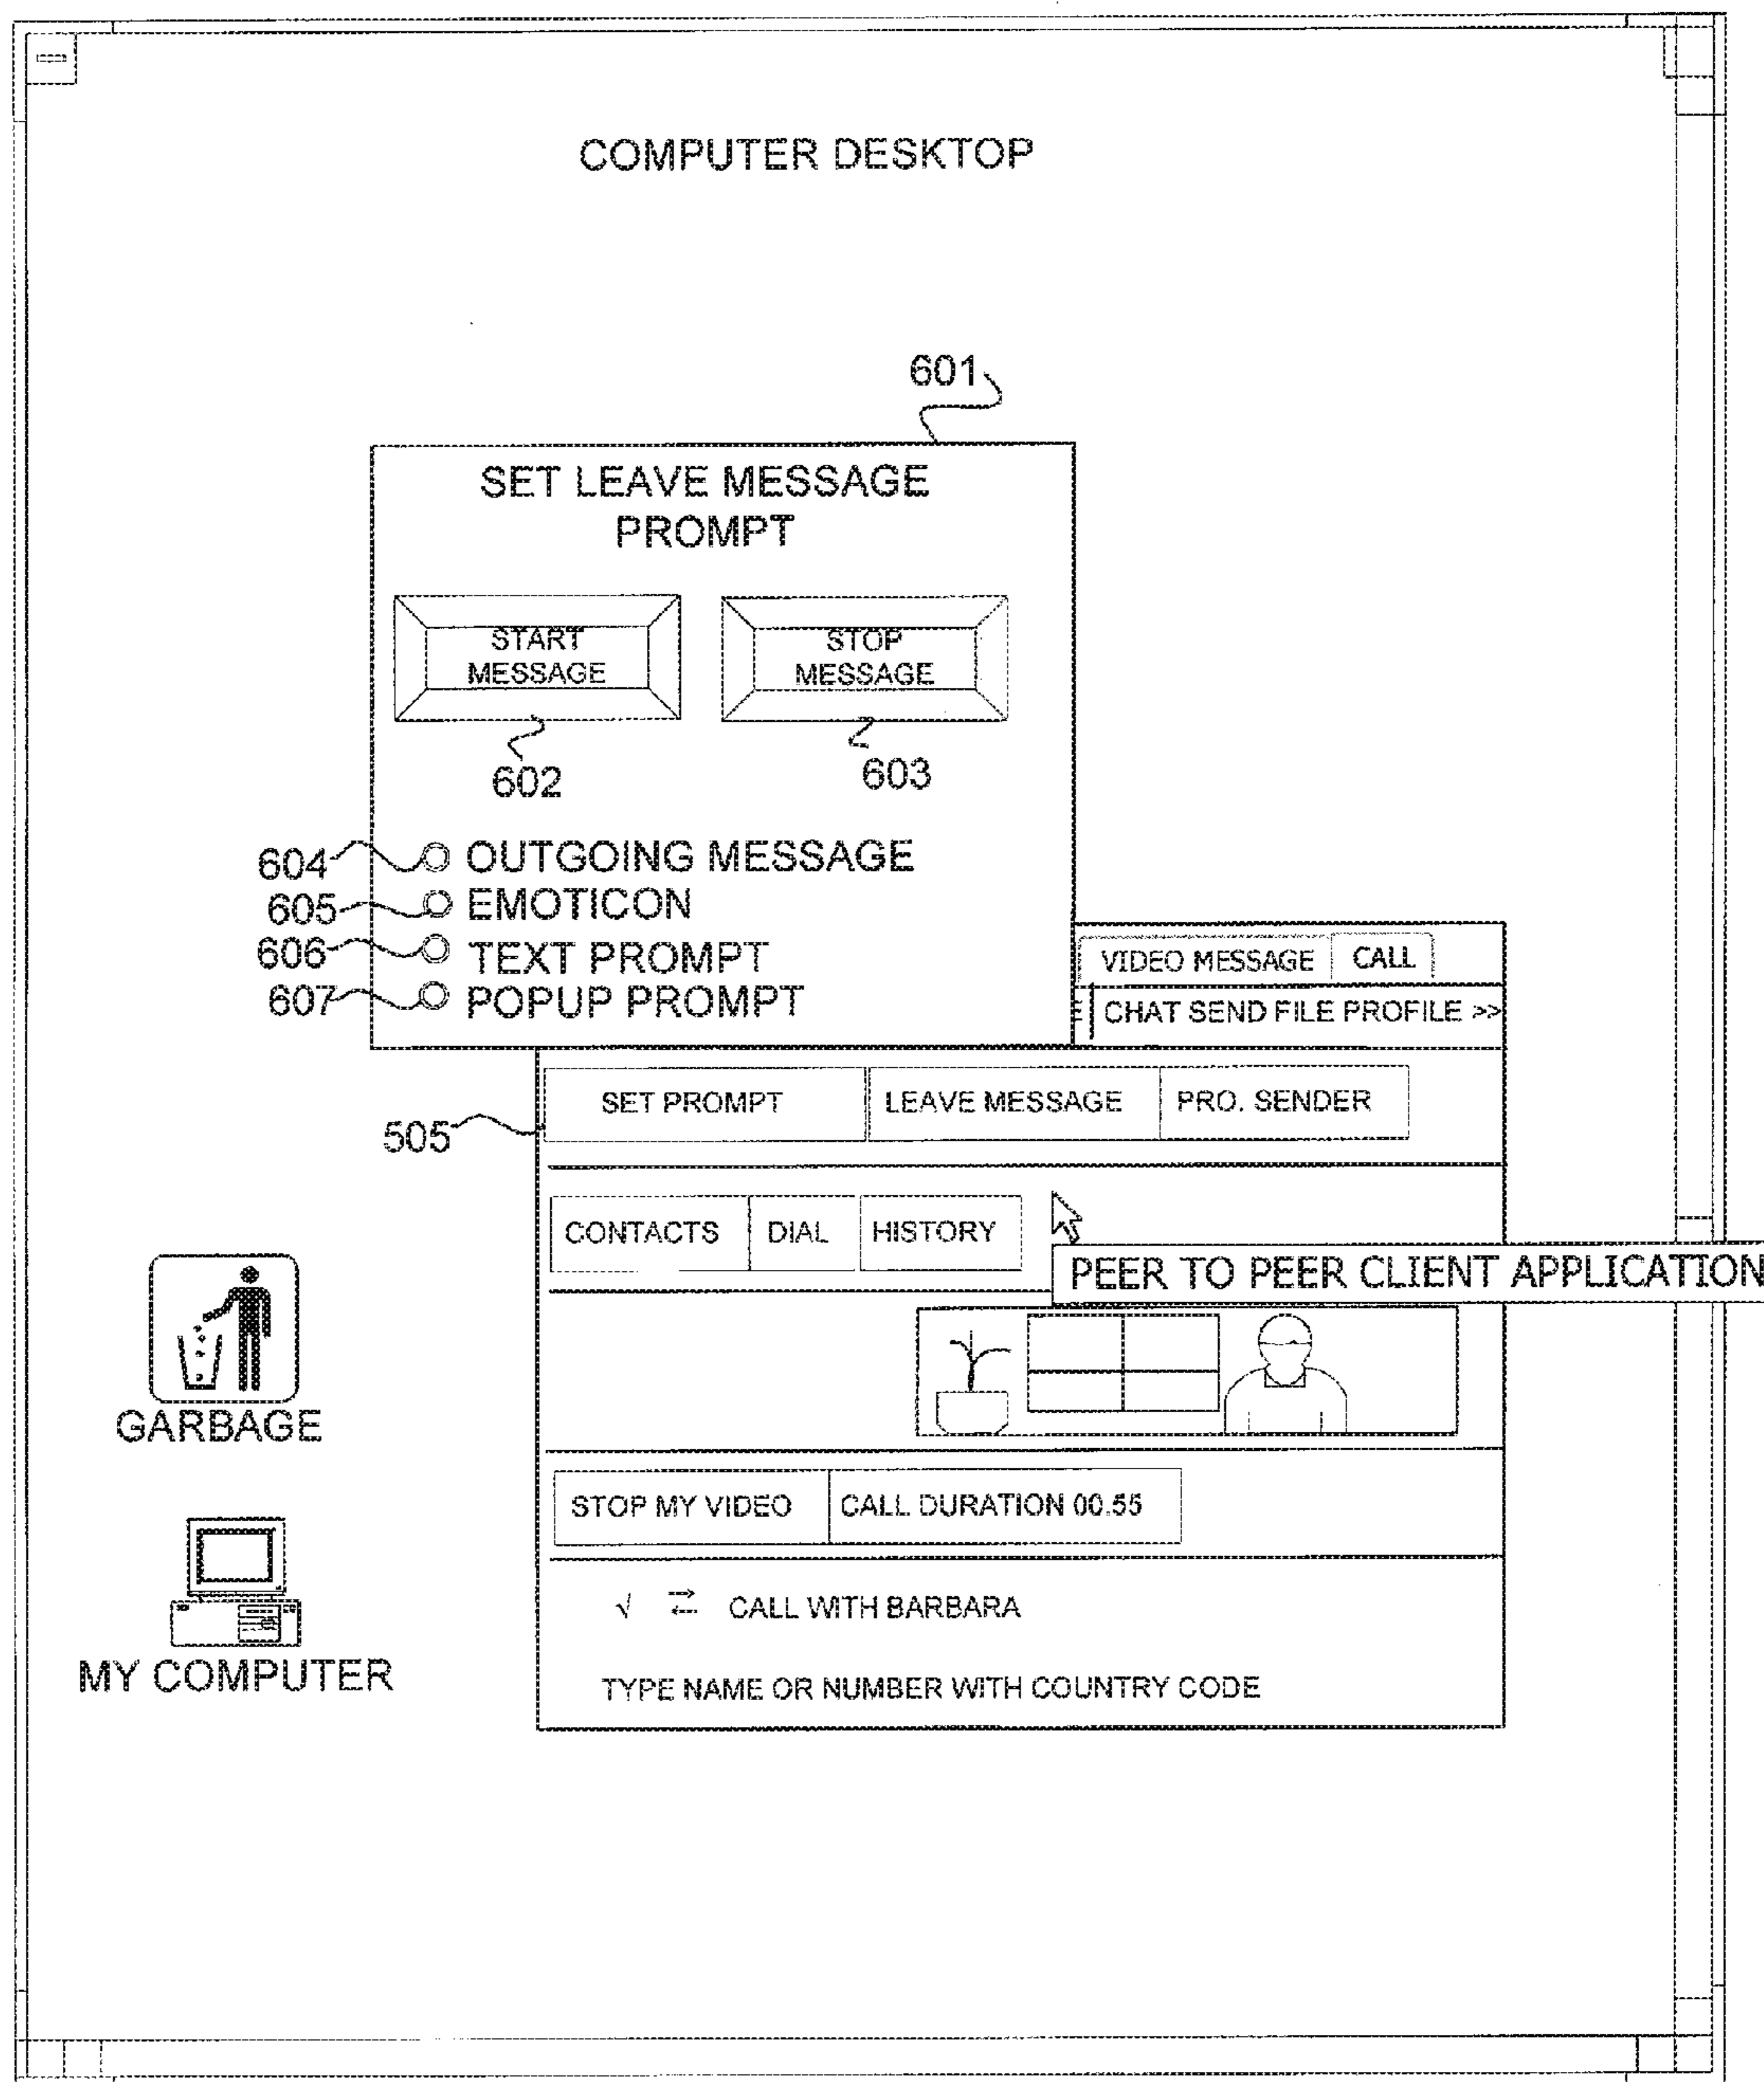 COMPUTER DESKTOP
601
SET LEAVE MESSAGE
PROMPT
START
MESSAGE
STOP
MESSAGE
602
603
604 OUTGOING MESSAGE
605 EMOTICON
606 TEXT PROMPT
607 POPUP PROMPT
VIDEO MESSAGE CALL
CHAT SEND FILE PROFILE >>
505
SET PROMPT LEAVE MESSAGE PRO. SENDER
CONTACTS DIAL HISTORY
PEER TO PEER CLIENT APPLICATION
GARBAGE
STOP MY VIDEO CALL DURATION 00.55
√ CALL WITH BARBARA
MY COMPUTER
TYPE NAME OR NUMBER WITH COUNTRY CODE